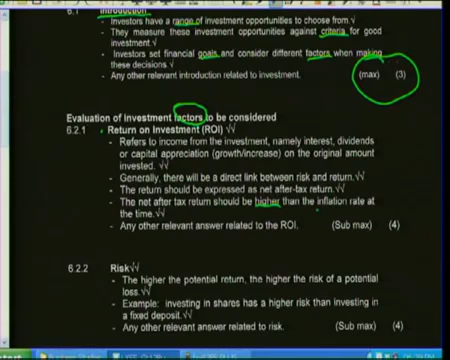 6.1 Introduction
- Investors have a range of investment opportunities to choose from.√
- They measure these investment opportunities against criteria for good
investment.√
- Investors set financial goals and consider different factors when making
these decisions √
- Any other relevant introduction related to investment. (max) (3)
Evaluation of investment factors to be considered
6.2.1 Return on Investment (ROI) √√
- Refers to income from the investment, namely interest, dividends
or capital appreciation (growth/increase) on the original amount
invested. √√
- Generally, there will be a direct link between risk and return. √√
- The return should be expressed as net after-tax return. √√
- The net after tax return should be higher than the inflation rate at
the time. √√
- Any other relevant answer related to the ROI. (Sub max) (4)
6.2.2 Risk√√
- The higher the potential return, the higher the risk of a potential
loss.√√
- Example: investing in shares has a higher risk than investing in
a fixed deposit. √√
- Any other relevant answer related to risk. (Sub max) (4)